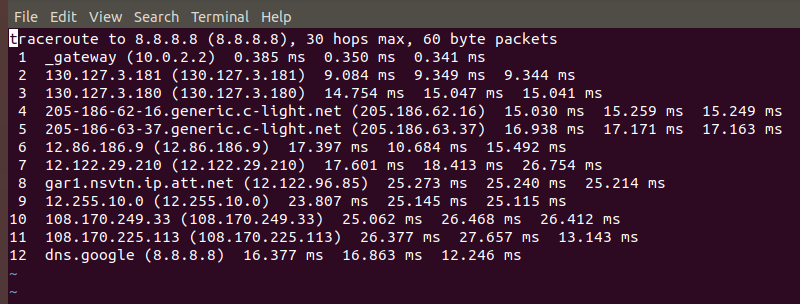 File Edit View Search Terminal Help
traceroute to 8.8.8.8 (8.8.8.8), 30 hops max, 60 byte packets
 1  _gateway (10.0.2.2)  0.385 ms  0.350 ms  0.341 ms
 2  130.127.3.181 (130.127.3.181)  9.084 ms  9.349 ms  9.344 ms
 3  130.127.3.180 (130.127.3.180)  14.754 ms  15.047 ms  15.041 ms
 4  205-186-62-16.generic.c-light.net (205.186.62.16)  15.030 ms  15.259 ms  15.249 ms
 5  205-186-63-37.generic.c-light.net (205.186.63.37)  16.938 ms  17.171 ms  17.163 ms
 6  12.86.186.9 (12.86.186.9)  17.397 ms  10.684 ms  15.492 ms
 7  12.122.29.210 (12.122.29.210)  17.601 ms  18.413 ms  26.754 ms
 8  gar1.nsvtn.ip.att.net (12.122.96.85)  25.273 ms  25.240 ms  25.214 ms
 9  12.255.10.0 (12.255.10.0)  23.807 ms  25.145 ms  25.115 ms
10  108.170.249.33 (108.170.249.33)  25.062 ms  26.468 ms  26.412 ms
11  108.170.225.113 (108.170.225.113)  26.377 ms  27.657 ms  13.143 ms
12  dns.google (8.8.8.8)  16.377 ms  16.863 ms  12.246 ms
~
~